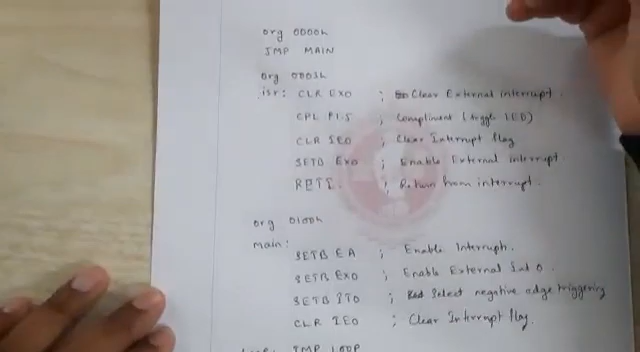 org 0000h
JMP MAIN
org 0003h
isr: CLR EX0 ; Clear External interrupt.
CPL P1.5 ; Compliment (toggle LED)
CLR IE0 ; Clear Interrupt flag
SETB EX0 ; Enable External interrupt
RETI. ; Return from interrupt.
org 0100h
main:
SETB EA ; Enable Interrupt.
SETB EX0 ; Enable External Int 0.
SETB IT0 ; Select negative edge triggering
CLR IE0 ; Clear Interrupt flag.
JMP LOOP